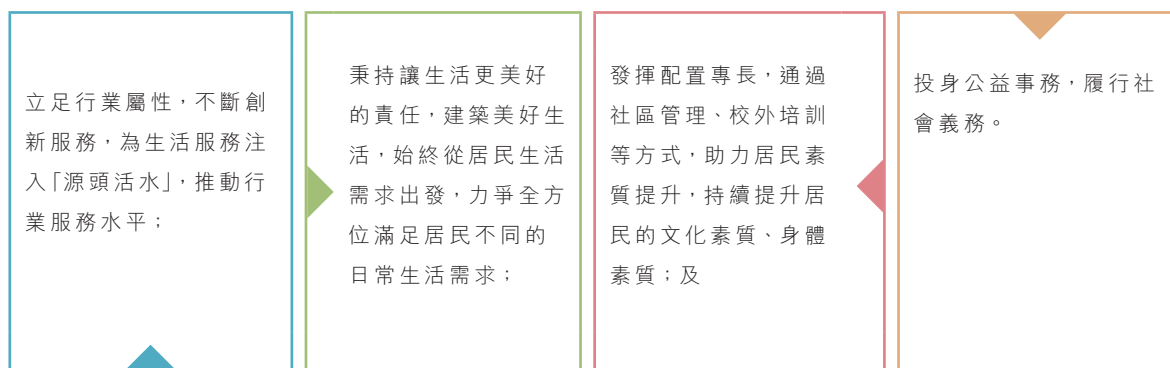 立足行業屬性，不斷創
新服務，為生活服務注
入「源頭活水」，推動行
業服務水平；
秉持讓生活更美好
的責任，建築美好生
活，始終從居民生活
需求出發，力爭全方
位滿足居民不同的
日常生活需求；
發揮配置專長，通過
社區管理、校外培訓
等方式，助力居民素
質提升，持續提升居
民的文化素質、身體
素質；及
投身公益事務，履行社
會義務。